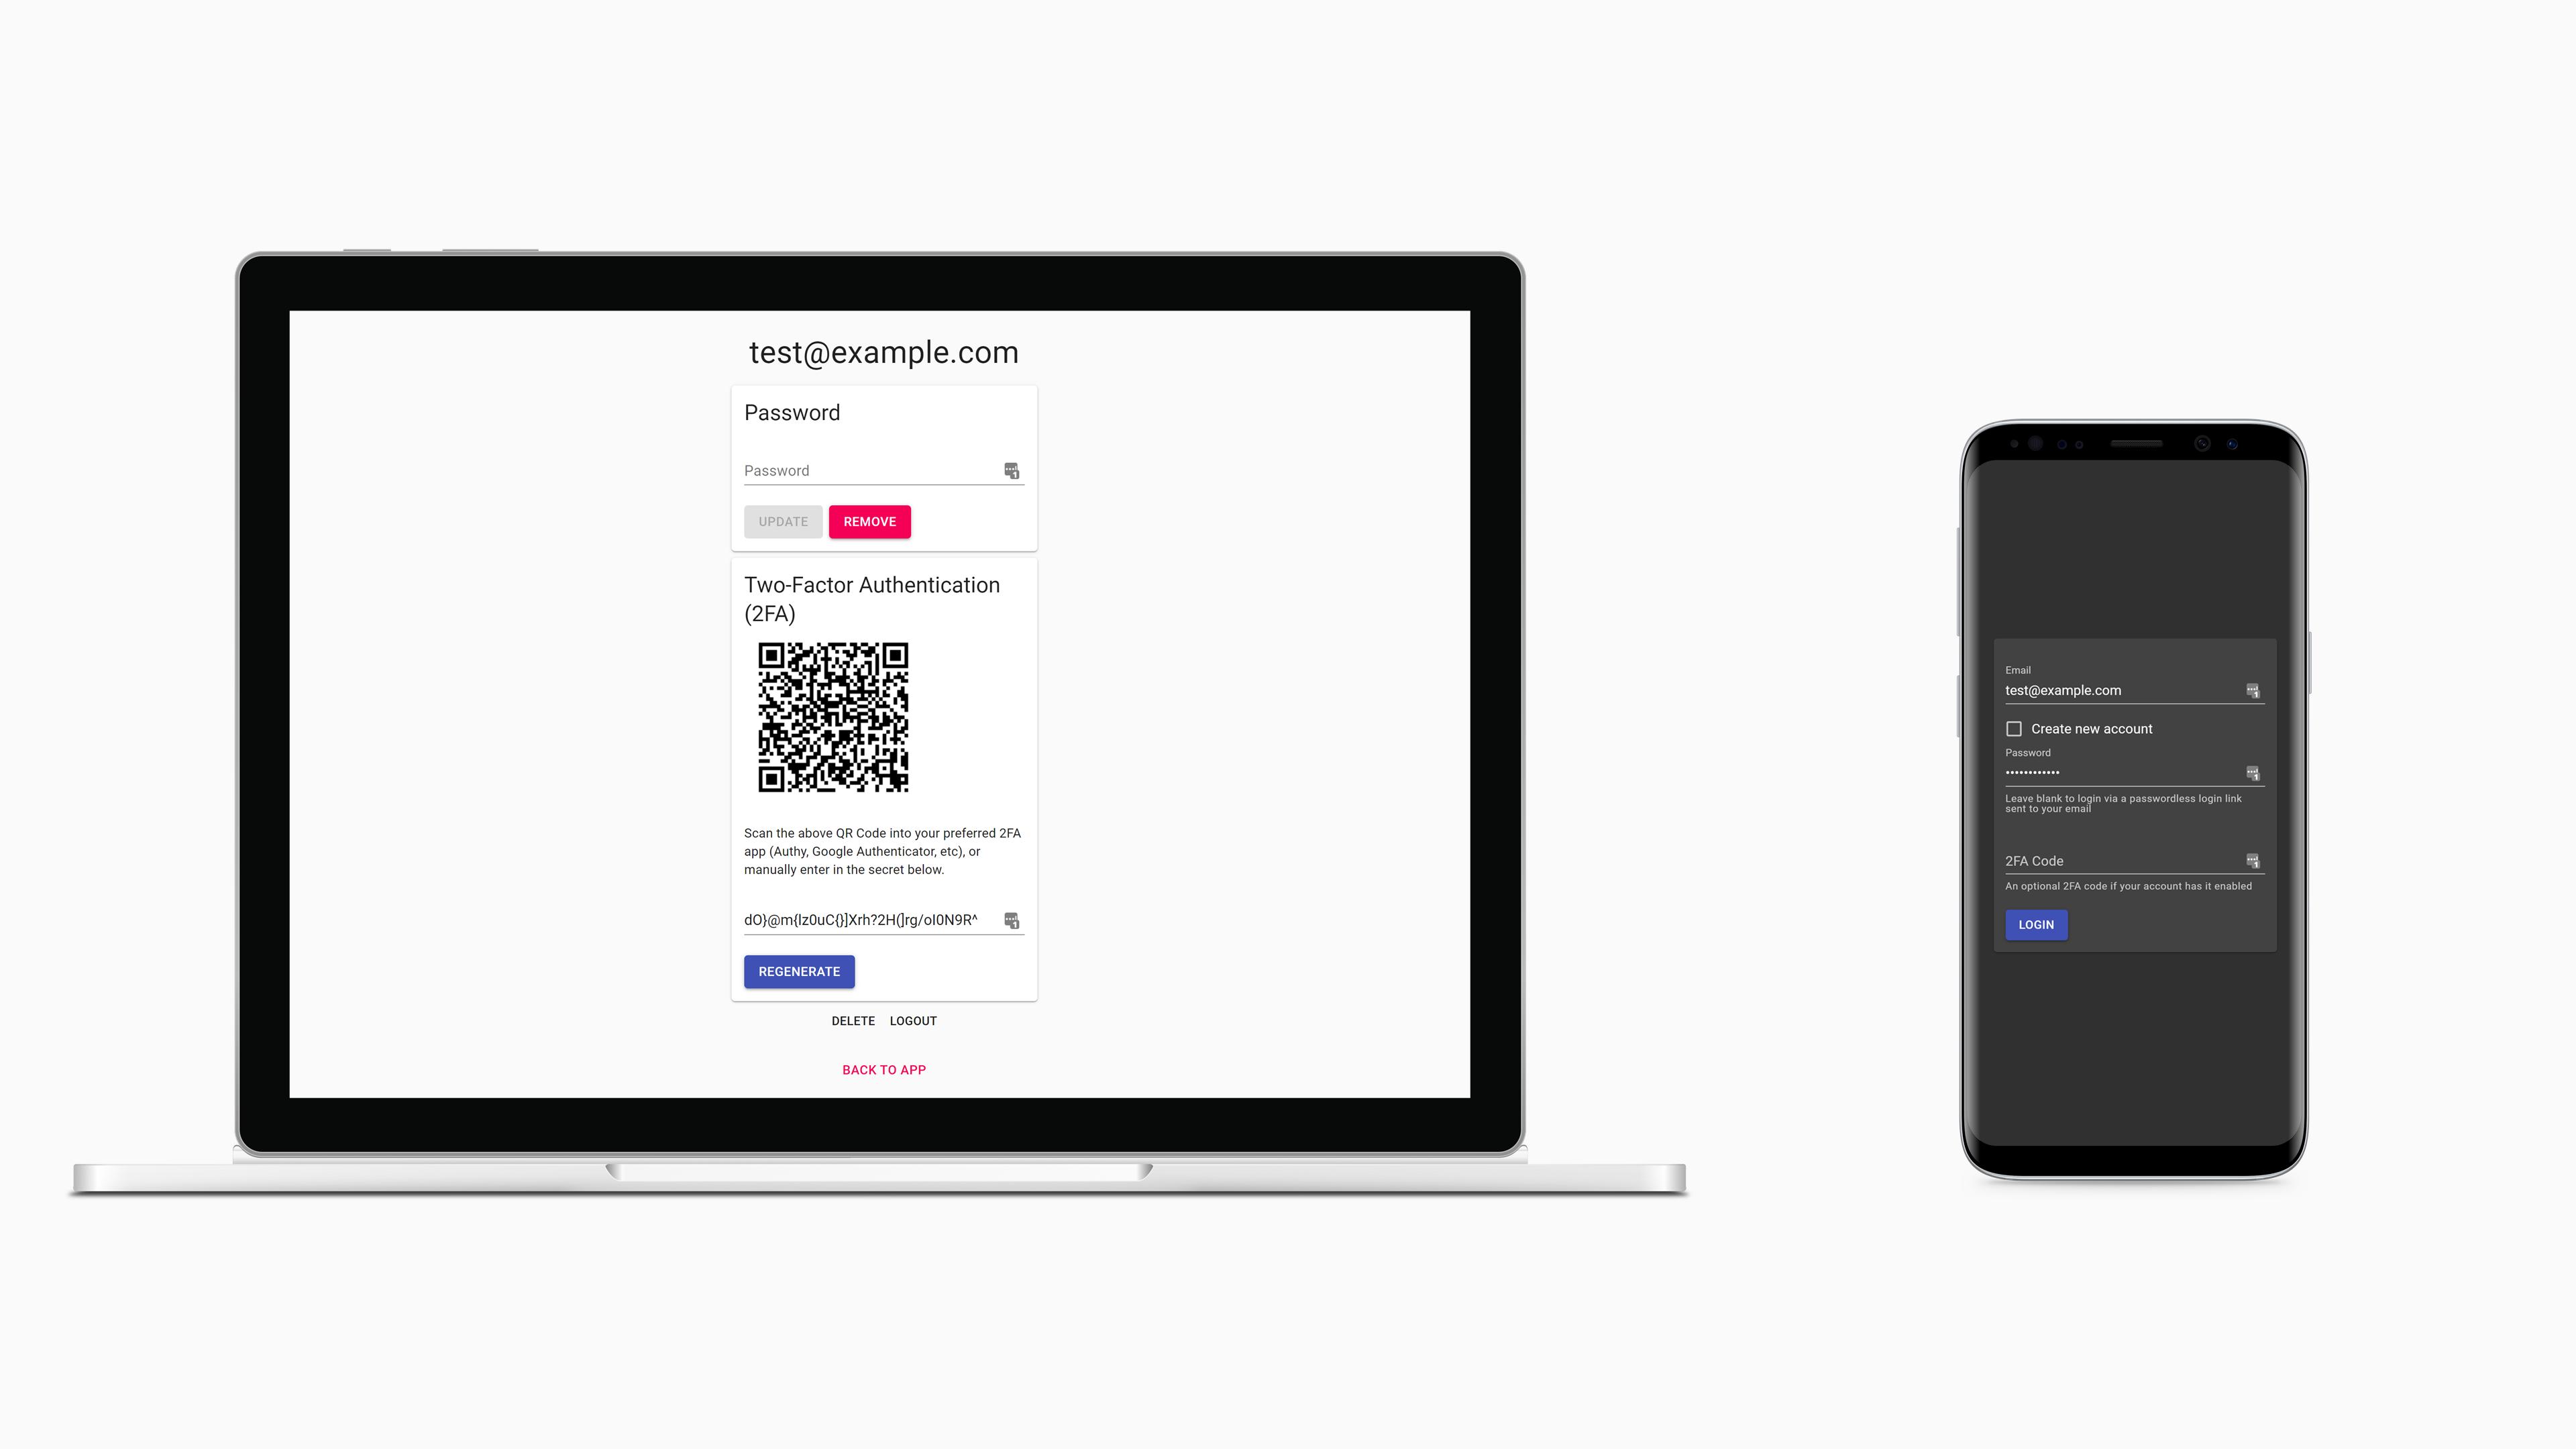 test@example.com
Password
Password
UPDATE REMOVE
Two-Factor Authentication
(2FA)
Scan the above QR Code into your preferred 2FA
app (Authy, Google Authenticator, etc), or
manually enter in the secret below.
dO}@m{Iz0uC{}]Xrh?2H(]rg/oI0N9R^
REGENERATE
DELETE LOGOUT
BACK TO APP
Email
test@example.com
Create new account
Password
••••••••••••
Leave blank to login via a passwordless login link
sent to your email
2FA Code
An optional 2FA code if your account has it enabled
LOGIN